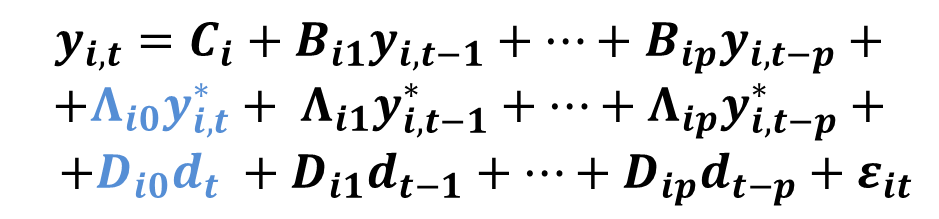 y_{i,t} = C_i + B_{i1}y_{i,t−1} + ⋯ + B_{ip}y_{i,t−p} +
+Λ_{i0}y^*_{i,t} + Λ_{i1}y^*_{i,t−1} + ⋯ + Λ_{ip}y^*_{i,t−p} +
+D_{i0}d_t + D_{i1}d_{t−1} + ⋯ + D_{ip}d_{t−p} + ε_{it}